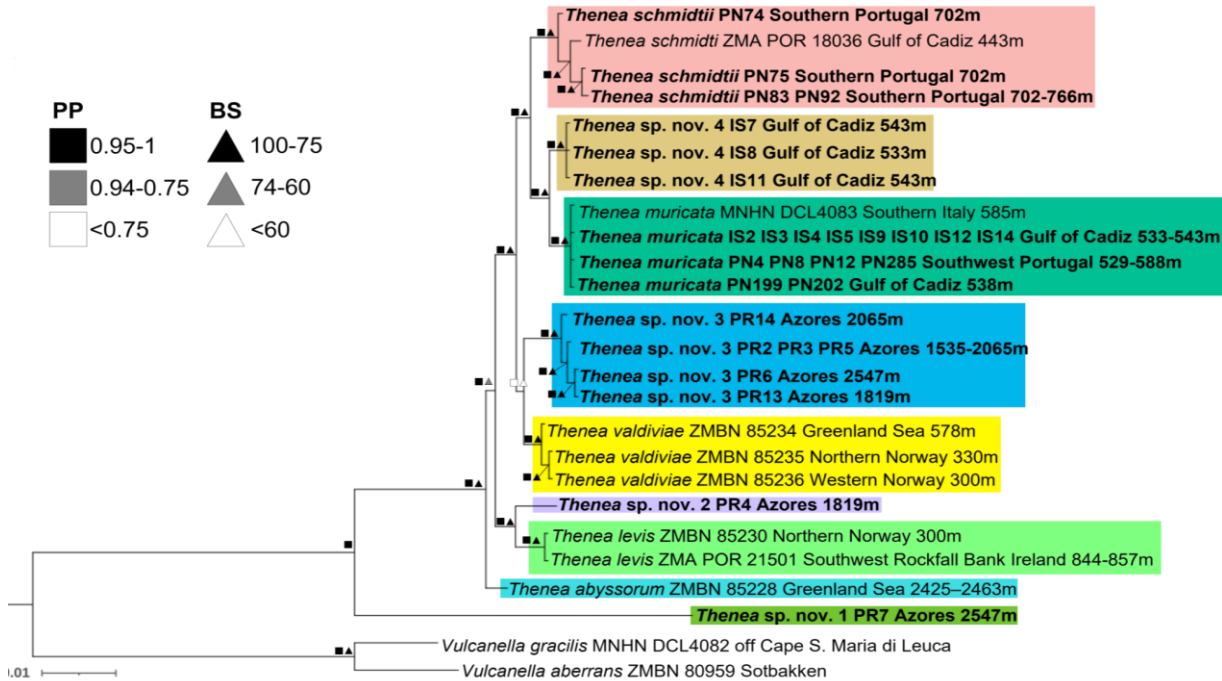 Thenea schmidtii PN74 Southern Portugal 702m
Thenea schmidti ZMA POR 18036 Gulf of Cadiz 443m
Thenea schmidtii PN75 Southern Portugal 702m
Thenea schmidtii PN83 PN92 Southern Portugal 702-766m
PP BS
0.95-1 100-75
0.94-0.75 74-60
<0.75 <60
Thenea sp. nov. 4 IS7 Gulf of Cadiz 543m
Thenea sp. nov. 4 IS8 Gulf of Cadiz 533m
Thenea sp. nov. 4 IS11 Gulf of Cadiz 543m
Thenea muricata MNHN DCL4083 Southern Italy 585m
Thenea muricata IS2 IS3 IS4 IS5 IS9 IS10 IS12 IS14 Gulf of Cadiz 533-543m
Thenea muricata PN4 PN8 PN12 PN285 Southwest Portugal 529-588m
Thenea muricata PN199 PN202 Gulf of Cadiz 538m
Thenea sp. nov. 3 PR14 Azores 2065m
Thenea sp. nov. 3 PR2 PR3 PR5 Azores 1535-2065m
Thenea sp. nov. 3 PR6 Azores 2547m
Thenea sp. nov. 3 PR13 Azores 1819m
Thenea valdiviae ZMBN 85234 Greenland Sea 578m
Thenea valdiviae ZMBN 85235 Northern Norway 330m
Thenea valdiviae ZMBN 85236 Western Norway 300m
Thenea sp. nov. 2 PR4 Azores 1819m
Thenea levis ZMBN 85230 Northern Norway 300m
Thenea levis ZMA POR 21501 Southwest Rockfall Bank Ireland 844-857m
Thenea abyssorum ZMBN 85228 Greenland Sea 2425–2463m
Thenea sp. nov. 1 PR7 Azores 2547m
Vulcanella gracilis MNHN DCL4082 off Cape S. Maria di Leuca
Vulcanella aberrans ZMBN 80959 Sotbakken
.01